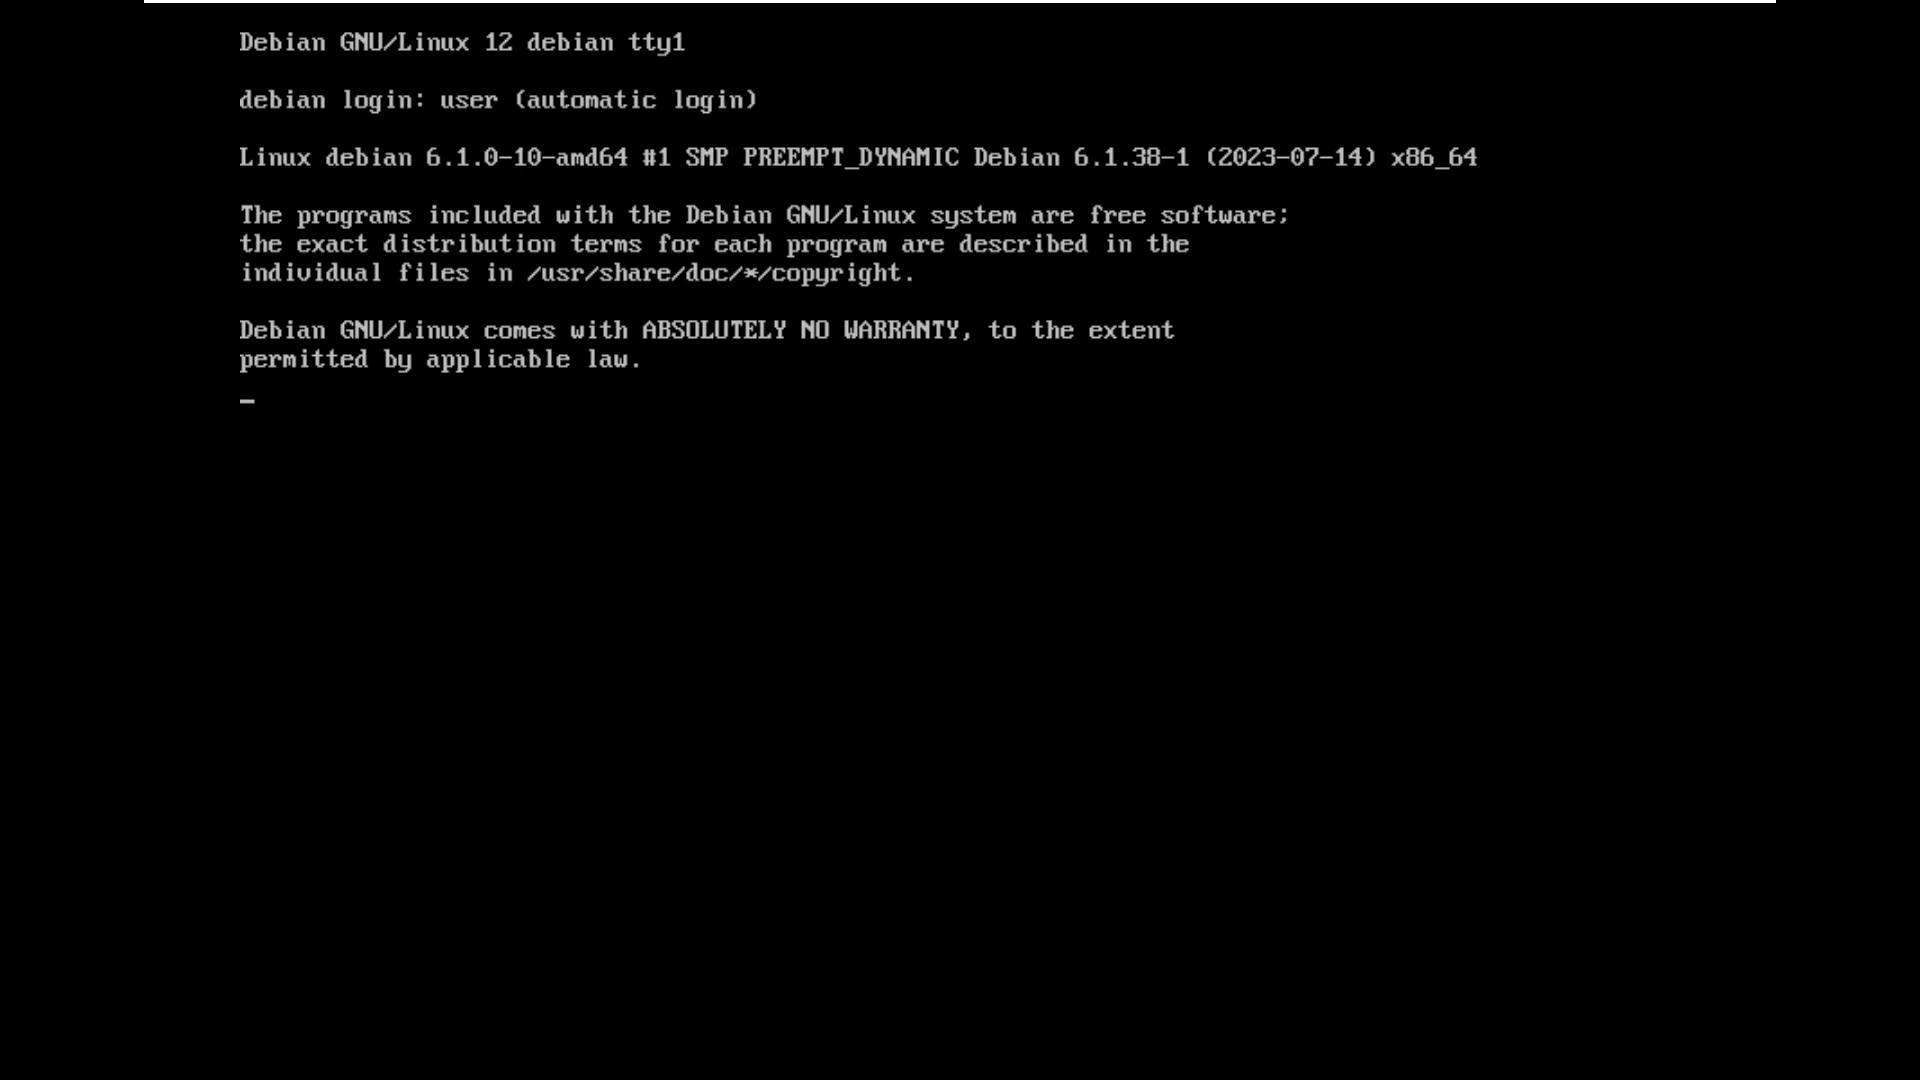 Debian GNU/Linux 12 debian tty1
debian login: user (automatic login)
Linux debian 6.1.0-10-amd64 #1 SMP PREEMPT_DYNAMIC Debian 6.1.38-1 (2023-07-14) x86_64
The programs included with the Debian GNU/Linux system are free software;
the exact distribution terms for each program are described in the
individual files in /usr/share/doc/*/copyright.
Debian GNU/Linux comes with ABSOLUTELY NO WARRANTY, to the extent
permitted by applicable law.